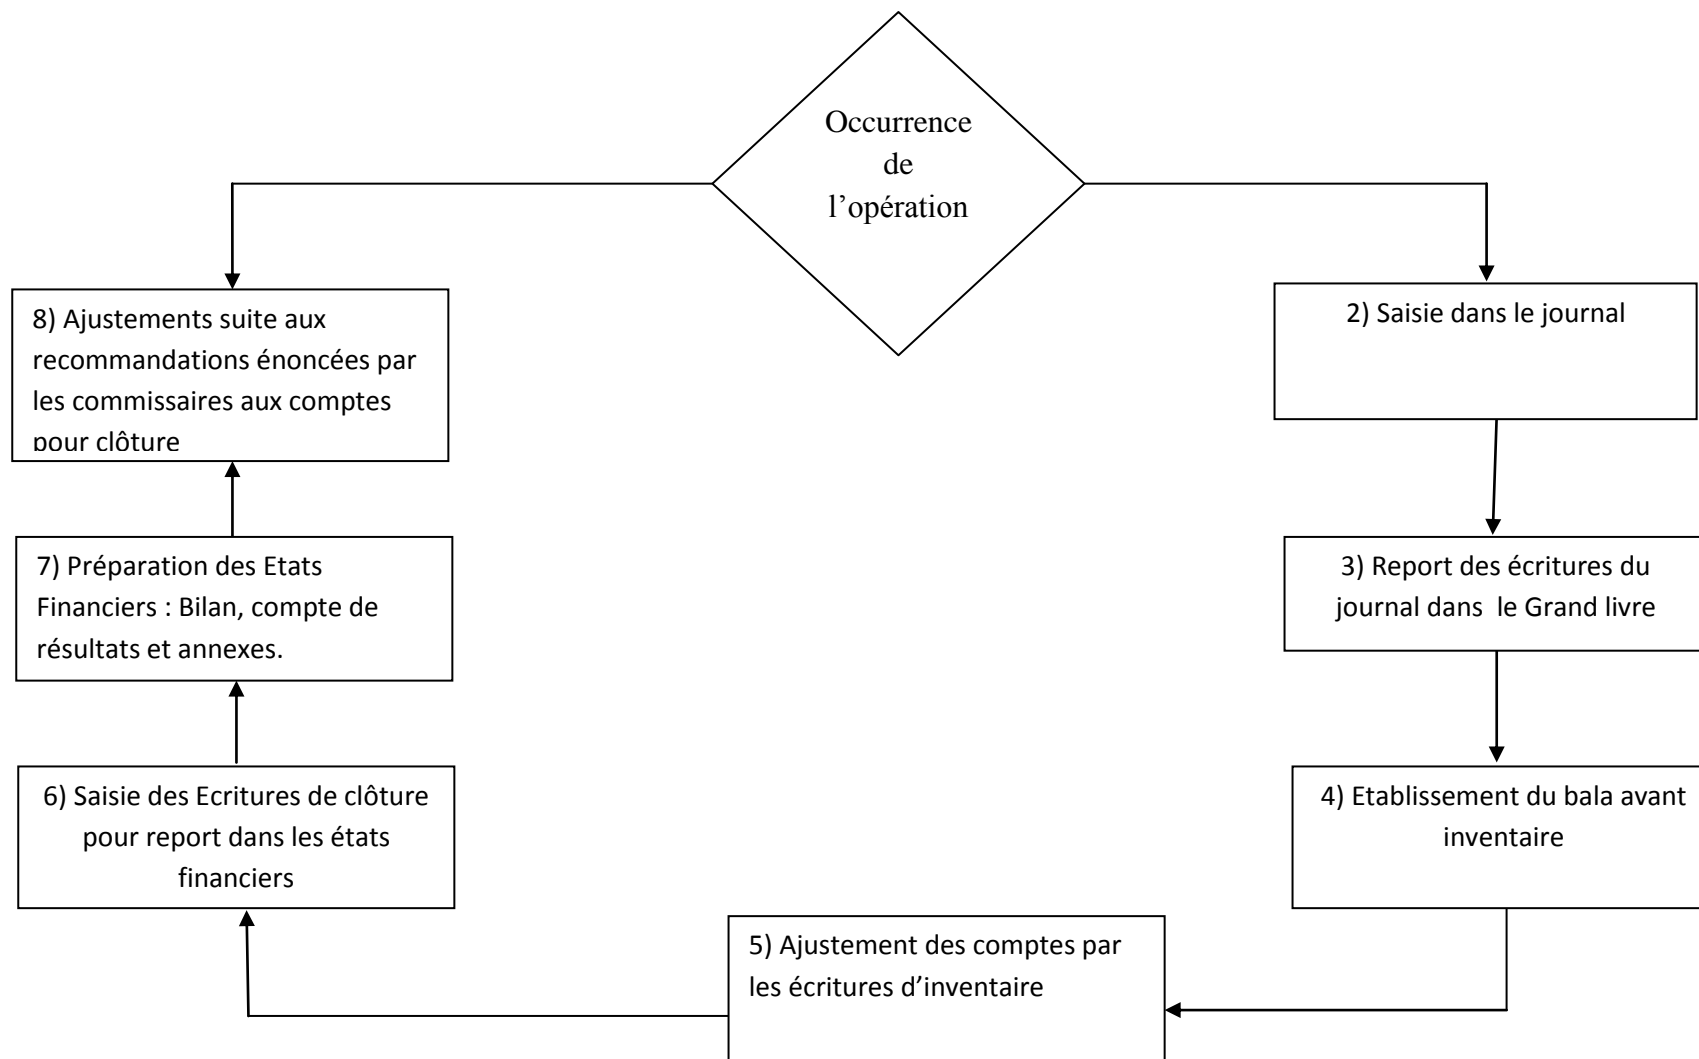 Occurrence
de
l’opération
2) Saisie dans le journal
3) Report des écritures du
journal dans  le Grand livre
4) Etablissement du bala avant
inventaire
5) Ajustement des comptes par
les écritures d’inventaire
6) Saisie des Ecritures de clôture
pour report dans les états
financiers
7) Préparation des Etats
Financiers : Bilan, compte de
résultats et annexes.
8) Ajustements suite aux
recommandations énoncées par
les commissaires aux comptes
pour clôture